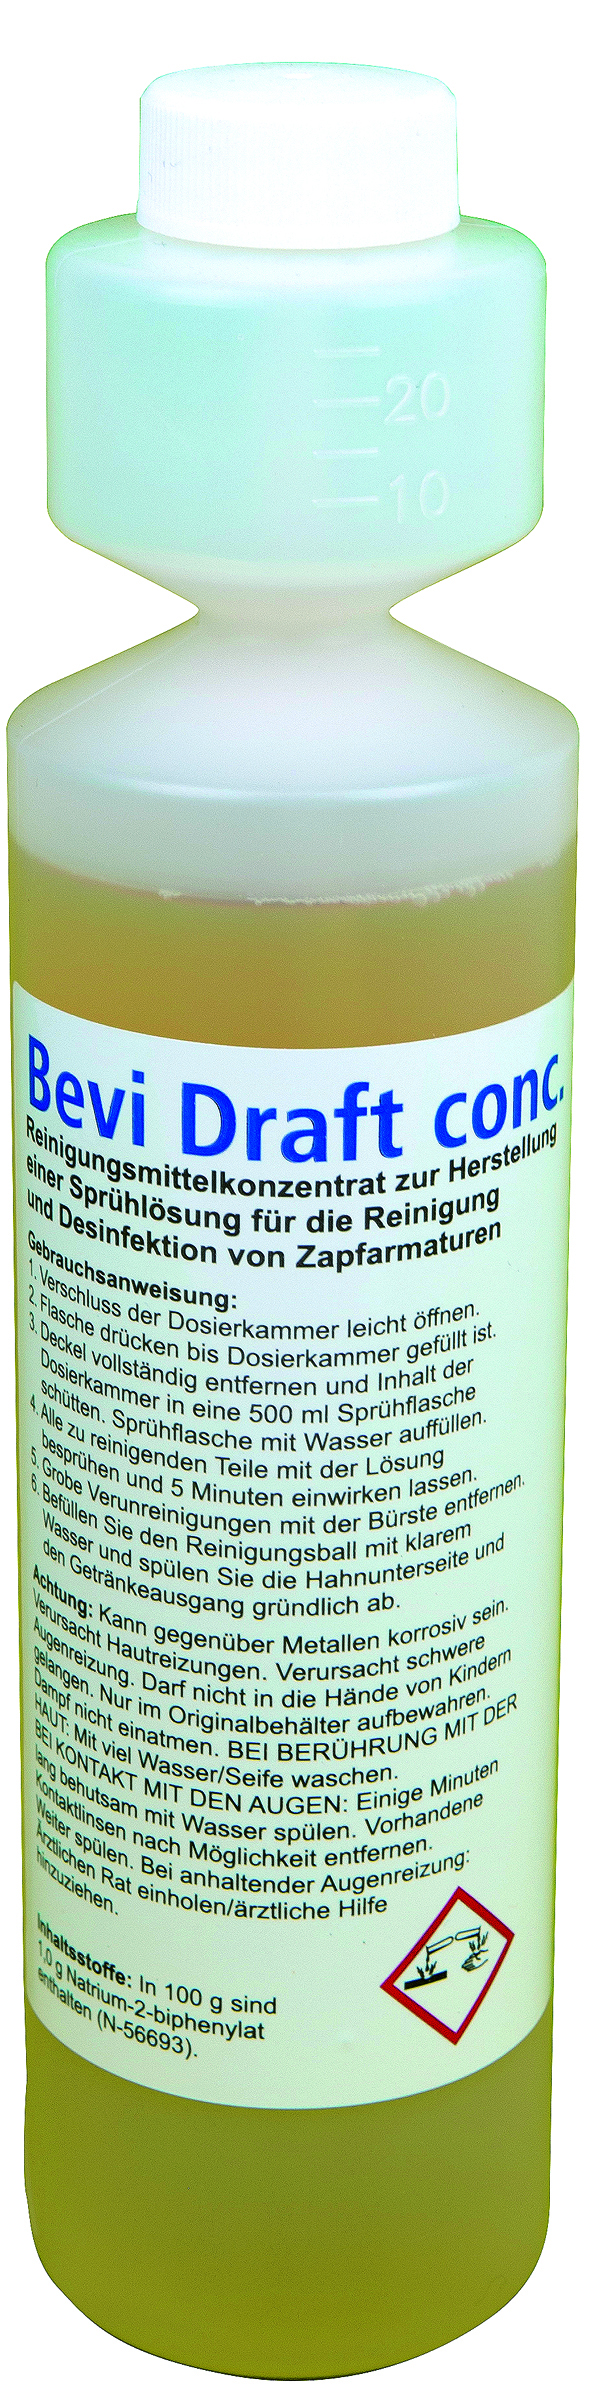 20
10
Bevi Draft conc.
Reinigungsmittelkonzentrat zur Herstellung
einer Sprühlösung für die Reinigung
und Desinfektion von Zapfarmaturen
Gebrauchsanweisung:
1. Verschluss der Dosierkammer leicht öffnen.
2. Flasche drücken bis Dosierkammer gefüllt ist.
3. Deckel vollständig entfernen und Inhalt der
Dosierkammer in eine 500 ml Sprühflasche
schütten. Sprühflasche mit Wasser auffüllen.
4. Alle zu reinigenden Teile mit der Lösung
besprühen und 5 Minuten einwirken lassen.
5. Grobe Verunreinigungen mit der Bürste entfernen.
6. Befüllen Sie den Reinigungsball mit klarem
Wasser und spülen Sie die Hahnunterseite und
den Getränkeausgang gründlich ab.
Achtung: Kann gegenüber Metallen korrosiv sein.
Verursacht Hautreizungen. Verursacht schwere
Augenreizung. Darf nicht in die Hände von Kindern
gelangen. Nur im Originalbehälter aufbewahren.
Dampf nicht einatmen. BEI BERÜHRUNG MIT DER
HAUT: Mit viel Wasser/Seife waschen.
BEI KONTAKT MIT DEN AUGEN: Einige Minuten
lang behutsam mit Wasser spülen. Vorhandene
Kontaktlinsen nach Möglichkeit entfernen.
Weiter spülen. Bei anhaltender Augenreizung:
Ärztlichen Rat einholen/ärztliche Hilfe
hinzuziehen.
Inhaltsstoffe: In 100 g sind
1,0 g Natrium-2-biphenylat
enthalten (N-56693).